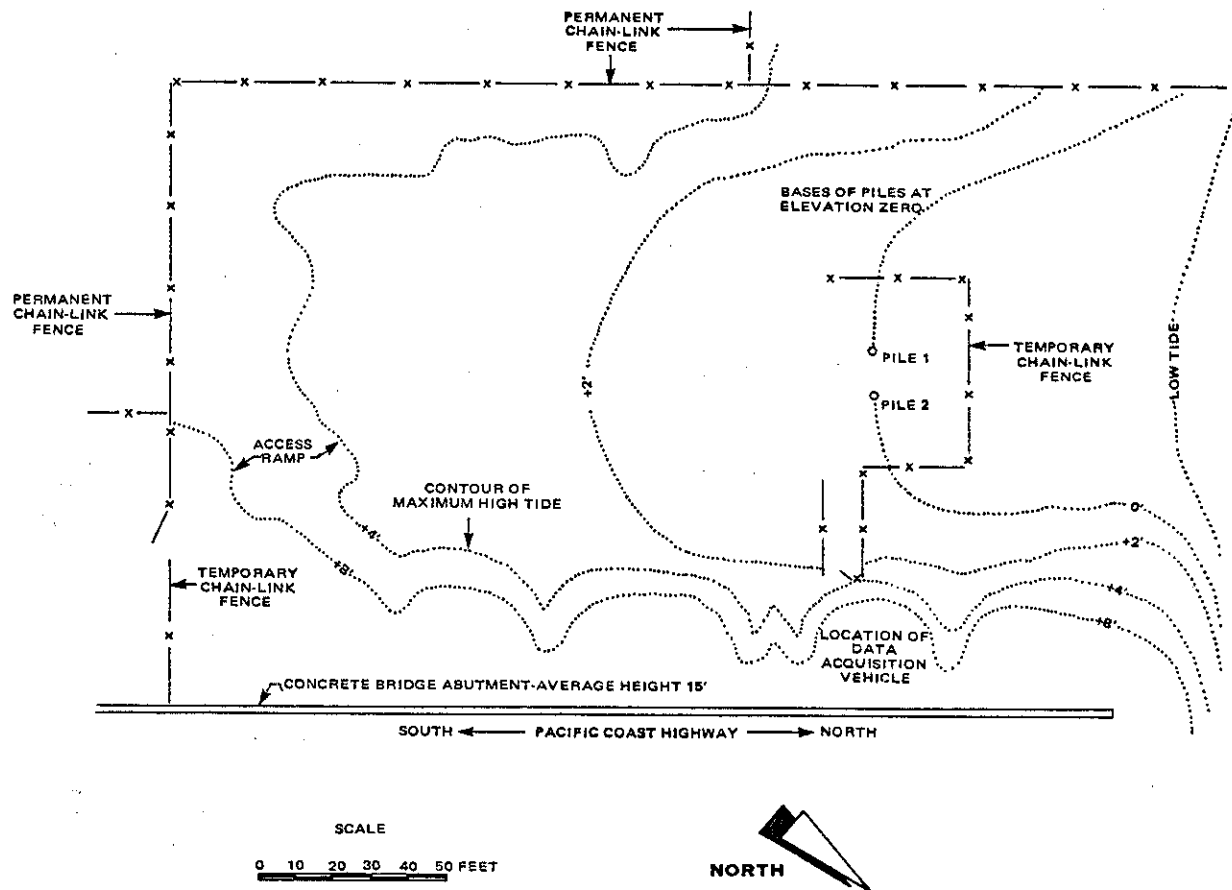 PERMANENT
CHAIN-LINK
FENCE
BASES OF PILES AT
ELEVATION ZERO
PERMANENT
CHAIN-LINK
FENCE
PILE 1
TEMPORARY
CHAIN-LINK
FENCE
LOW TIDE
+2'
PILE 2
ACCESS
RAMP
CONTOUR OF
MAXIMUM HIGH TIDE
0'
+4'
+2'
+8'
TEMPORARY
CHAIN-LINK
FENCE
+4'
+8'
LOCATION OF
DATA
ACQUISITION
VEHICLE
CONCRETE BRIDGE ABUTMENT-AVERAGE HEIGHT 15'
SOUTH PACIFIC COAST HIGHWAY NORTH
SCALE
0 10 20 30 40 50 FEET
NORTH